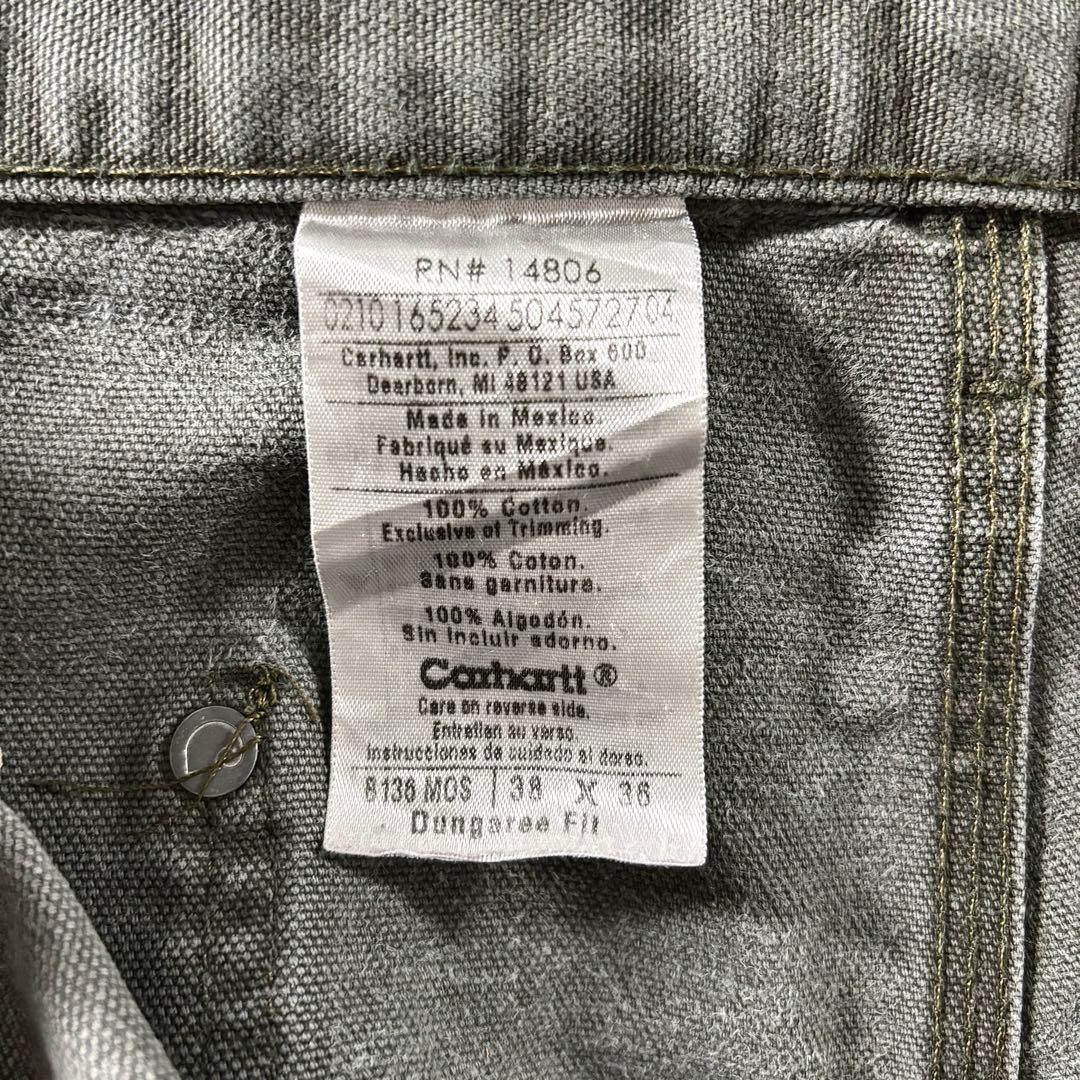 RN# 14806
0210165234504572704
Carhartt, Inc. P. O. Box 600
Dearborn, MI 48121 USA
Made in Mexico
Fabriqué au Mexique.
Hecho en México.
100% Cotton.
Exclusive of Trimming.
100% Coton.
Sans garniture.
100% Algodón.
Sin incluir adorno.
Carhartt®
Care on reverse side.
Entretien au verso.
Instrucciones de cuidado al dorso.
B136 MOS | 38 X 36
Dungaree Fit